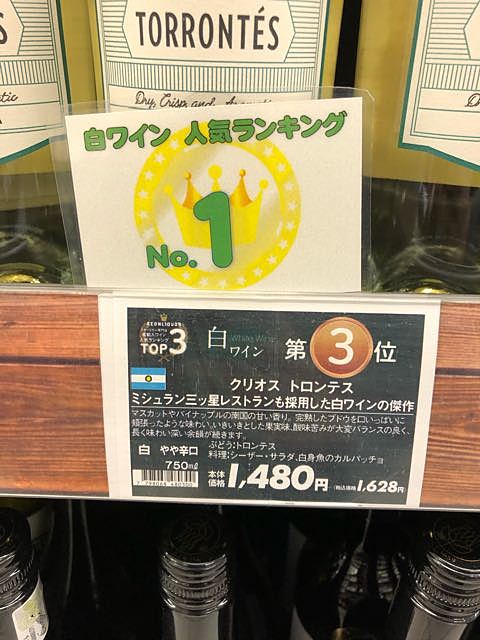 TORRONTÉS
Dry, Crisp and
白ワイン 人気ランキング
No.1
AEONLIQUOR
TOP3
白ワイン
White Wine
第3位
クリオス トロンテス
ミシュラン三ッ星レストランも採用した白ワインの傑作
マスカットやパイナップルの南国の甘い香り。完熟したブドウを口いっぱいに
頬張ったような味わい。いきいきとした果実味、酸味苦みが大変バランスの良く、
長く味わい深い余韻が続きます。
白 やや辛口
ぶどう:トロンテス
料理:シーザー・サラダ、白身魚のカルパッチョ
750㎖
本体価格 1,480円 (税込価格1,628円)